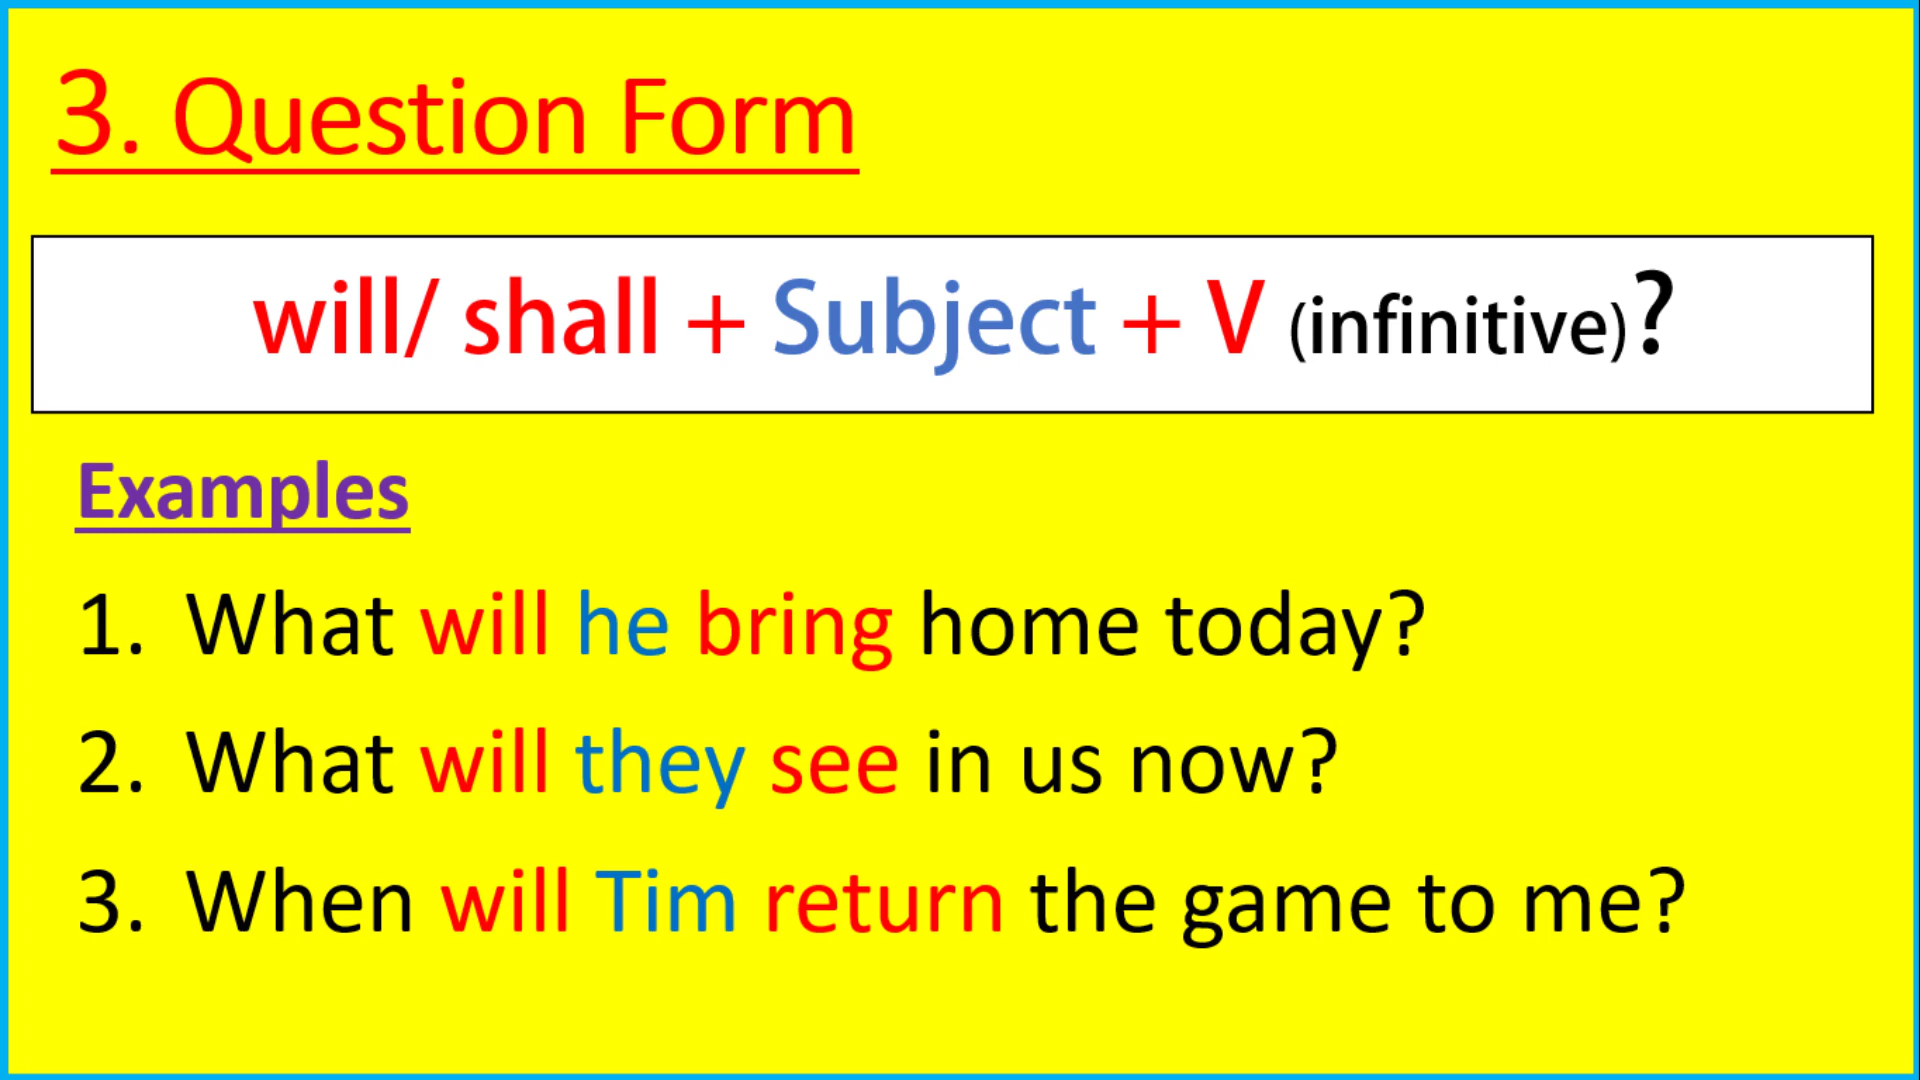 3. Question Form
will/ shall + Subject + V (infinitive)?
Examples
1. What will he bring home today?
2. What will they see in us now?
3. When will Tim return the game to me?